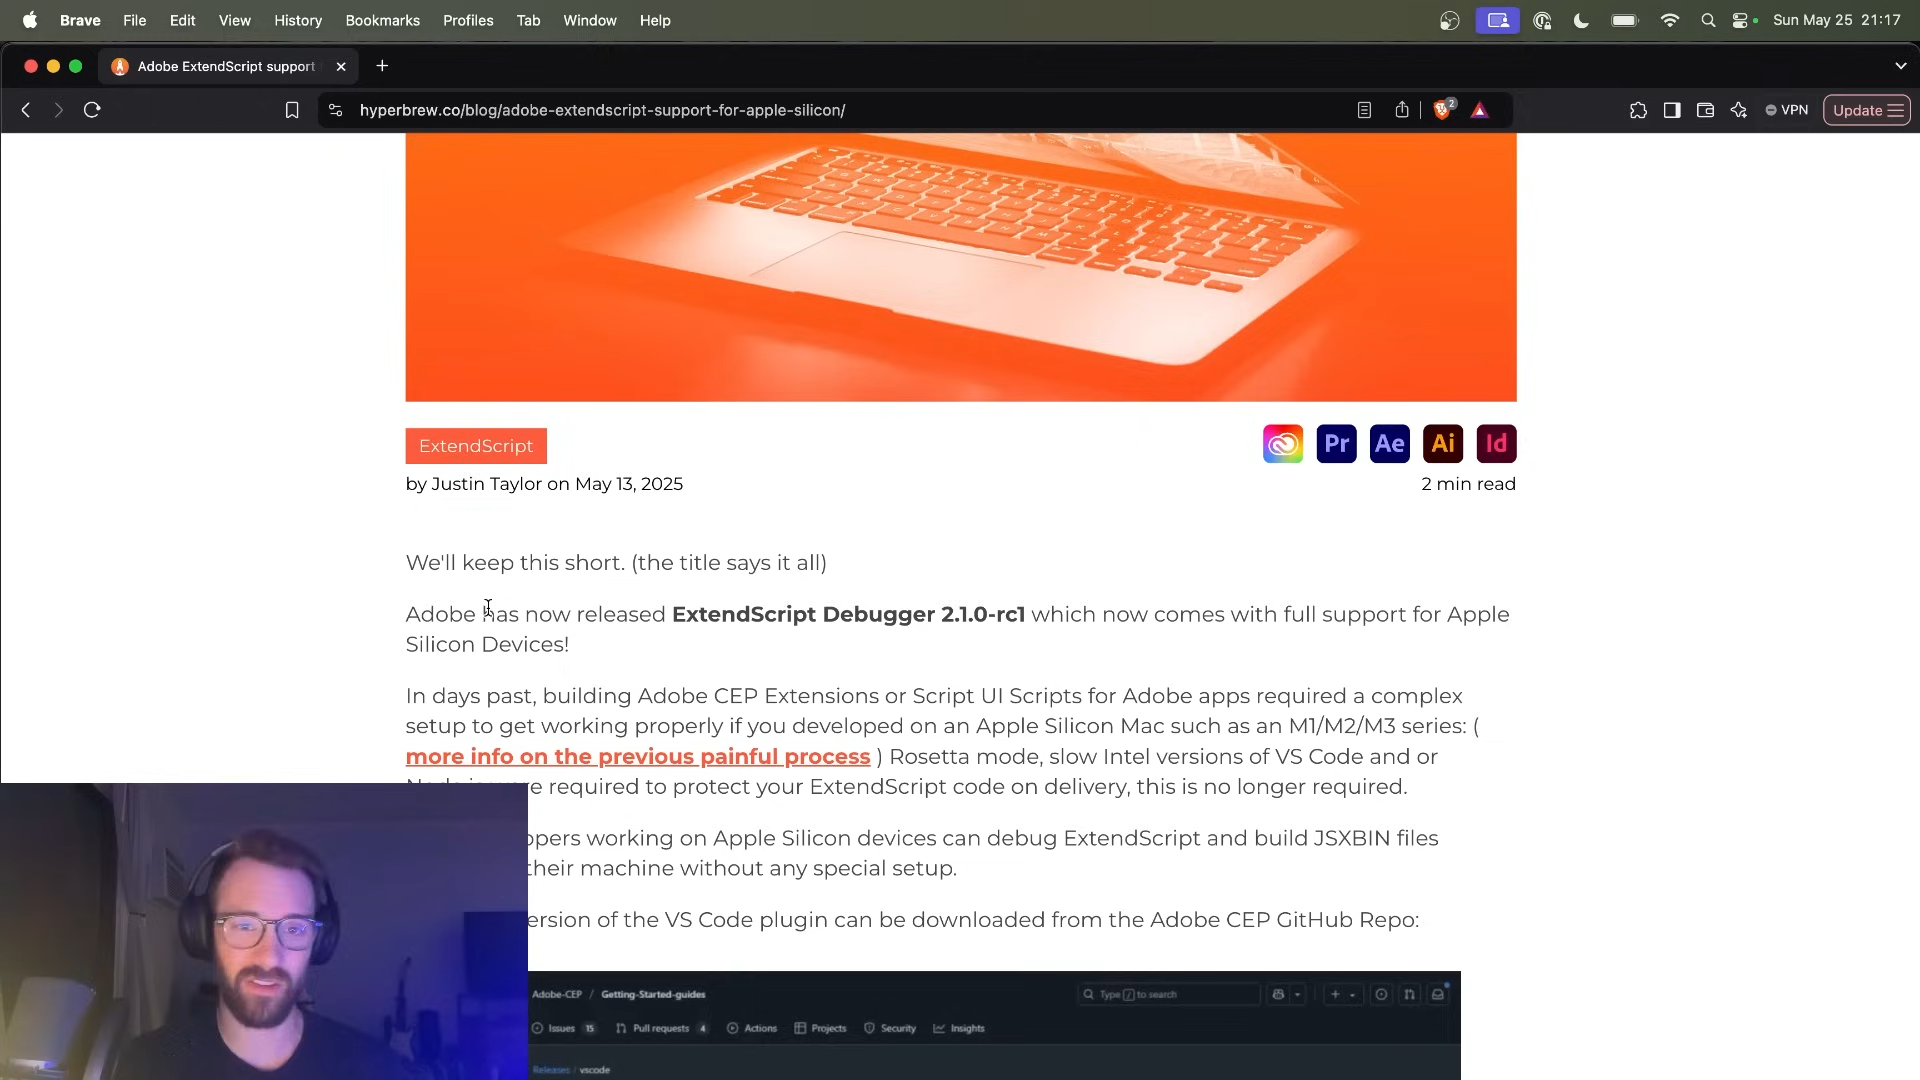 Brave File Edit View History Bookmarks Profiles Tab Window Help
Sun May 25 21:17
Adobe ExtendScript support
hyperbrew.co/blog/adobe-extendscript-support-for-apple-silicon/
2
VPN
Update
ExtendScript
Pr Ae Ai Id
by Justin Taylor on May 13, 2025
2 min read
We'll keep this short. (the title says it all)
Adobe has now released ExtendScript Debugger 2.1.0-rc1 which now comes with full support for Apple
Silicon Devices!
In days past, building Adobe CEP Extensions or Script UI Scripts for Adobe apps required a complex
setup to get working properly if you developed on an Apple Silicon Mac such as an M1/M2/M3 series: (
more info on the previous painful process ) Rosetta mode, slow Intel versions of VS Code and or
required to protect your ExtendScript code on delivery, this is no longer required.
working on Apple Silicon devices can debug ExtendScript and build JSXBIN files
their machine without any special setup.
of the VS Code plugin can be downloaded from the Adobe CEP GitHub Repo:
Adobe-CEP / Getting-Started-guides
Type / to search
Issues 15 Pull requests 4 Actions Projects Security Insights
Releases / vscode